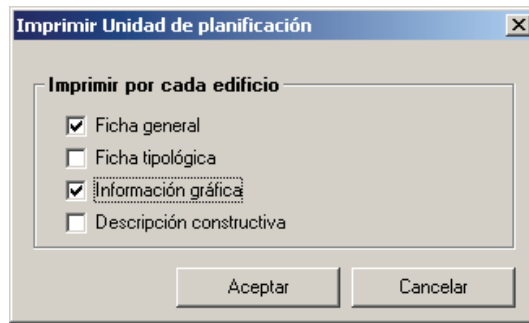 Imprimir Unidad de planificación
Imprimir por cada edificio
Ficha general
Ficha tipológica
Información gráfica
Descripción constructiva
Aceptar Cancelar